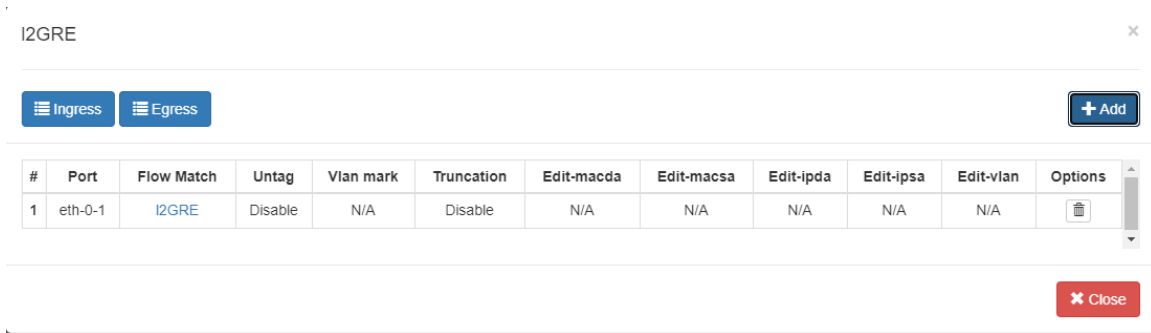 l2GRE ×
Ingress Egress + Add
# Port Flow Match Untag Vlan mark Truncation Edit-macda Edit-macsa Edit-ipda Edit-ipsa Edit-vlan Options
1 eth-0-1 l2GRE Disable N/A Disable N/A N/A N/A N/A N/A
✖ Close